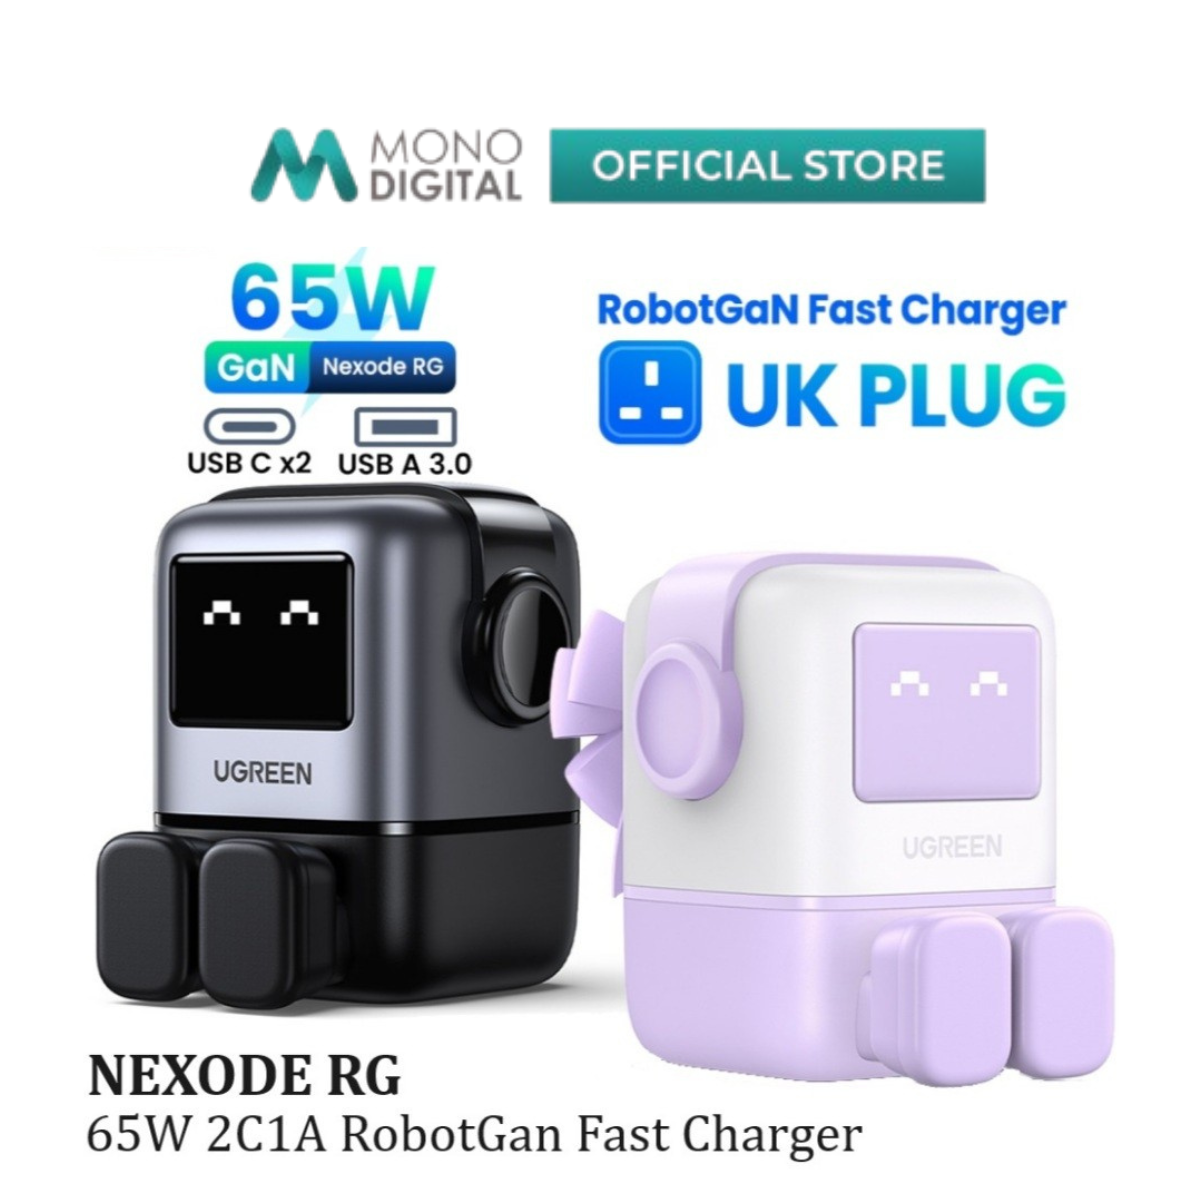 MONO
DIGITAL
OFFICIAL STORE
65W
GaN Nexode RG
USB C x2 USB A 3.0
RobotGaN Fast Charger
UK PLUG
UGREEN
UGREEN
NEXODE RG
65W 2C1A RobotGan Fast Charger